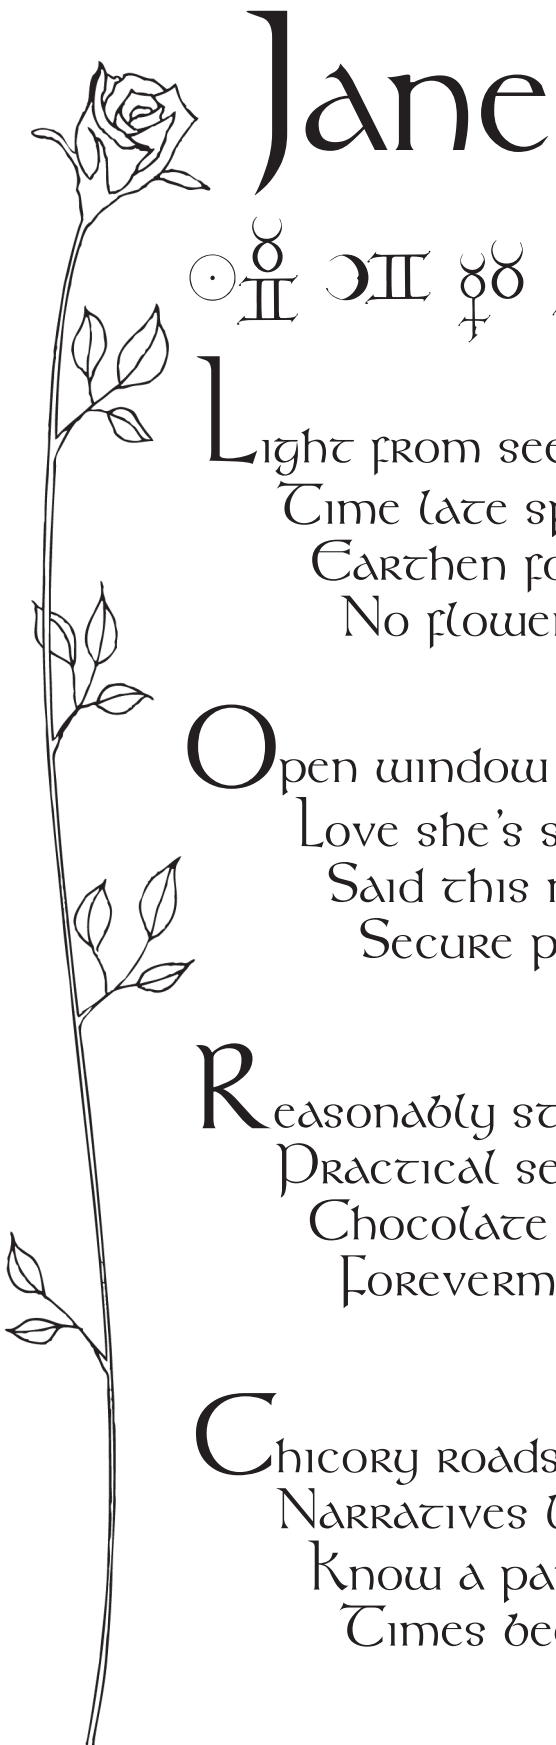 Jane
☉☿♊ ☽♊ ☿♉
Light from see
Time late sp
Earthen fo
No flower
Open window
Love she's s
Said this
Secure p
Reasonably st
Practical se
Chocolate
Foreverm
Chicory roads
Narratives
Know a pa
Times bec